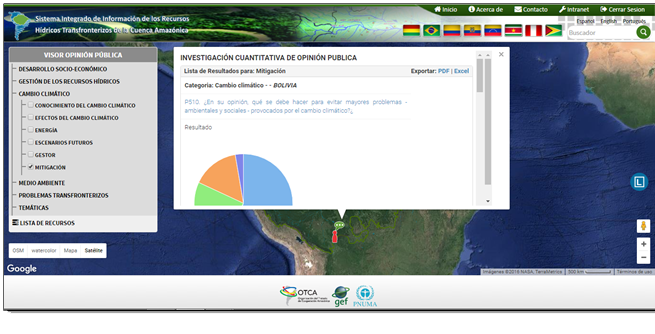 Sistema Integrado de Información de los Recursos
Hídricos Transfronterizos de la Cuenca Amazónica
Inicio
Acerca de
Contacto
Intranet
Cerrar Sesion
Español English Português
Buscador
VISOR OPINIÓN PÚBLICA
DESARROLLO SOCIO-ECONÓMICO
GESTIÓN DE LOS RECURSOS HÍDRICOS
CAMBIO CLIMÁTICO
CONOCIMIENTO DEL CAMBIO CLIMÁTICO
EFECTOS DEL CAMBIO CLIMÁTICO
ENERGÍA
ESCENARIOS FUTUROS
GESTOR
MITIGACIÓN
MEDIO AMBIENTE
PROBLEMAS TRANSFRONTERIZOS
TEMÁTICAS
LISTA DE RECURSOS
INVESTIGACIÓN CUANTITATIVA DE OPINIÓN PUBLICA
Lista de Resultados para: Mitigación
Exportar: PDF | Excel
Categoría: Cambio climático - - BOLIVIA
P510. ¿En su opinión, qué se debe hacer para evitar mayores problemas -
ambientales y sociales - provocados por el cambio climático?¿
Resultado
L
OSM watercolor Mapa Satélite
Google
Imágenes ©2016 NASA, TerraMetrics
500 km
Términos de uso
OTCA
gef
PNUMA